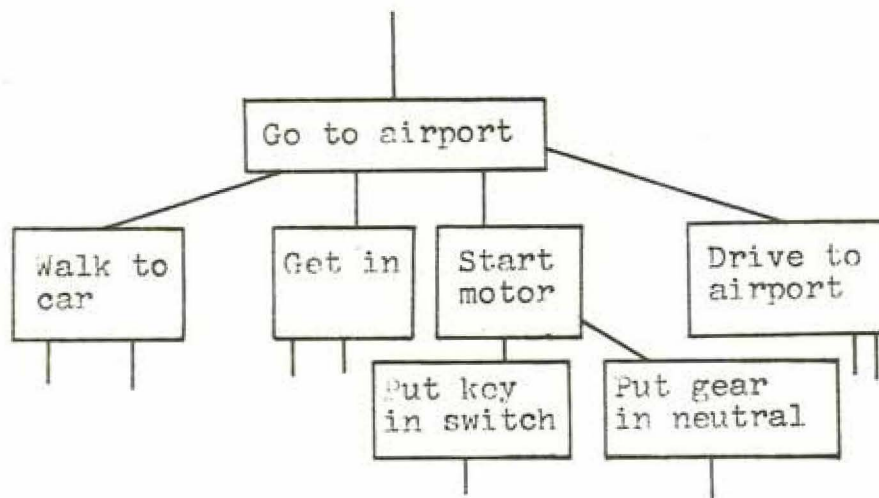 Go to airport
Walk to
car
Get in
Start
motor
Drive to
airport
Put key
in switch
Put gear
in neutral